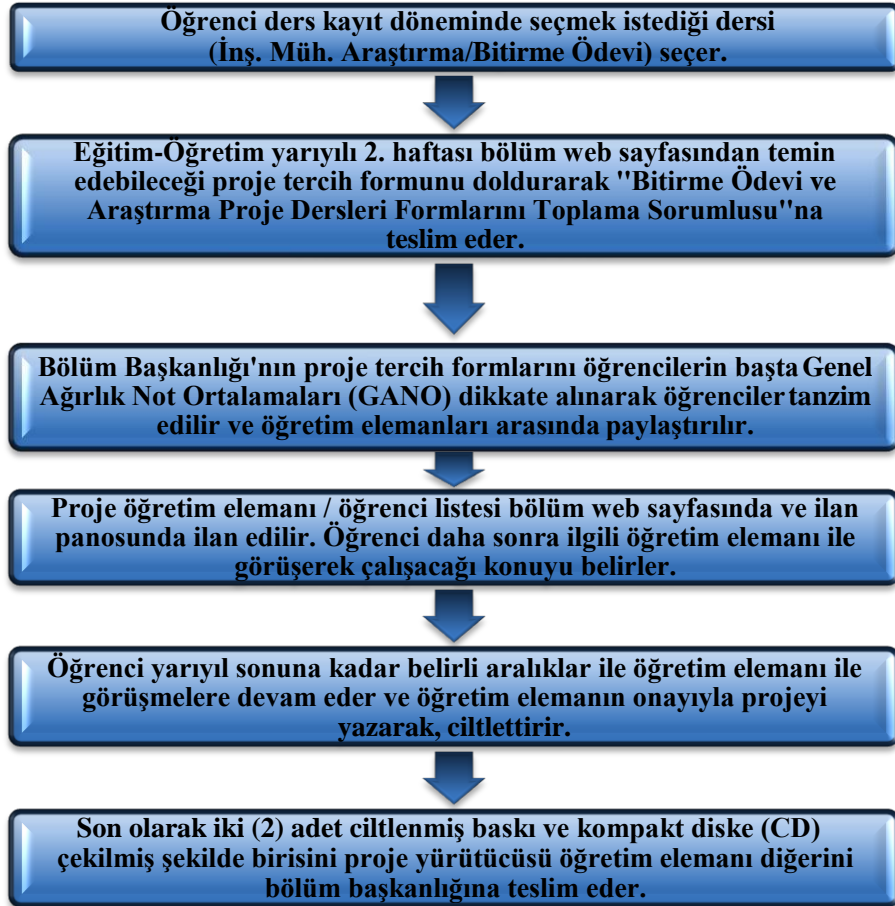 Öğrenci ders kayıt döneminde seçmek istediği dersi
(İnş. Müh. Araştırma/Bitirme Ödevi) seçer.
Eğitim-Öğretim yarıyılı 2. haftası bölüm web sayfasından temin
edebileceği proje tercih formunu doldurarak "Bitirme Ödevi ve
Araştırma Proje Dersleri Formlarını Toplama Sorumlusu"na
teslim eder.
Bölüm Başkanlığı'nın proje tercih formlarını öğrencilerin başta Genel
Ağırlık Not Ortalamaları (GANO) dikkate alınarak öğrenciler tanzim
edilir ve öğretim elemanları arasında paylaştırılır.
Proje öğretim elemanı / öğrenci listesi bölüm web sayfasında ve ilan
panosunda ilan edilir. Öğrenci daha sonra ilgili öğretim elemanı ile
görüşerek çalışacağı konuyu belirler.
Öğrenci yarıyıl sonuna kadar belirli aralıklar ile öğretim elemanı ile
görüşmelere devam eder ve öğretim elemanın onayıyla projeyi
yazarak, ciltlettirir.
Son olarak iki (2) adet ciltlenmiş baskı ve kompakt diske (CD)
çekilmiş şekilde birisini proje yürütücüsü öğretim elemanı diğerini
bölüm başkanlığına teslim eder.